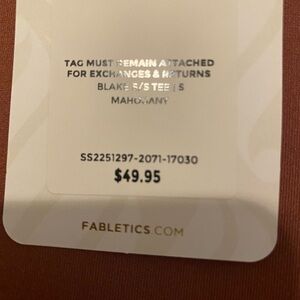 TAG MUST REMAIN ATTACHED
FOR EXCHANGES & RETURNS
BLAKE S/S TEE | S
MAHOGANY
SS2251297-2071-17030
$49.95
FABLETICS.COM